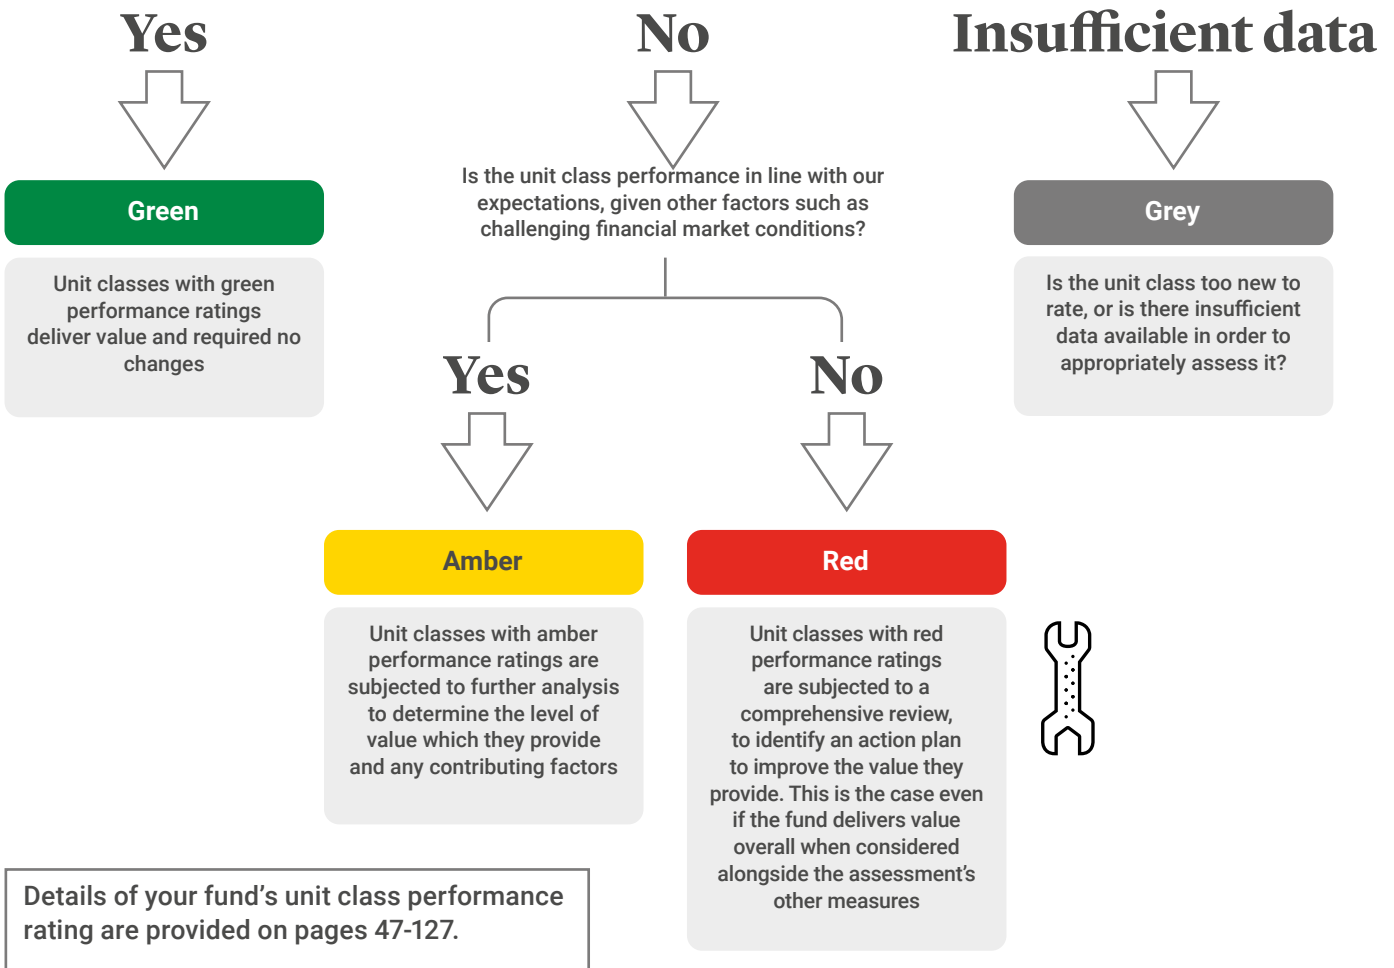 Yes
No
Insufficient data
Green
Unit classes with green
performance ratings
deliver value and required no
changes
Is the unit class performance in line with our
expectations, given other factors such as
challenging financial market conditions?
Grey
Is the unit class too new to
rate, or is there insufficient
data available in order to
appropriately assess it?
Yes
No
Amber
Unit classes with amber
performance ratings are
subjected to further analysis
to determine the level of
value which they provide
and any contributing factors
Red
Unit classes with red
performance ratings
are subjected to a
comprehensive review,
to identify an action plan
to improve the value they
provide. This is the case even
if the fund delivers value
overall when considered
alongside the assessment's
other measures
Details of your fund's unit class performance
rating are provided on pages 47-127.